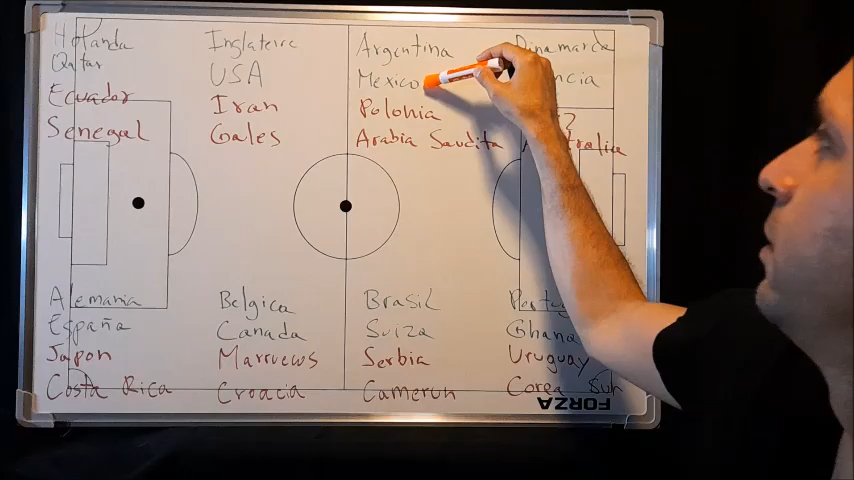 Holanda
Qatar
Ecuador
Senegal
Inglaterra
USA
Iran
Gales
Argentina
Mexico
Polonia
Arabia Saudita
Dinamarca
Alemania
España
Japon
Costa Rica
Belgica
Canada
Marruecos
Croacia
Brasil
Suiza
Serbia
Camerun
Ghana
Uruguay
Corea Sur
FORZA